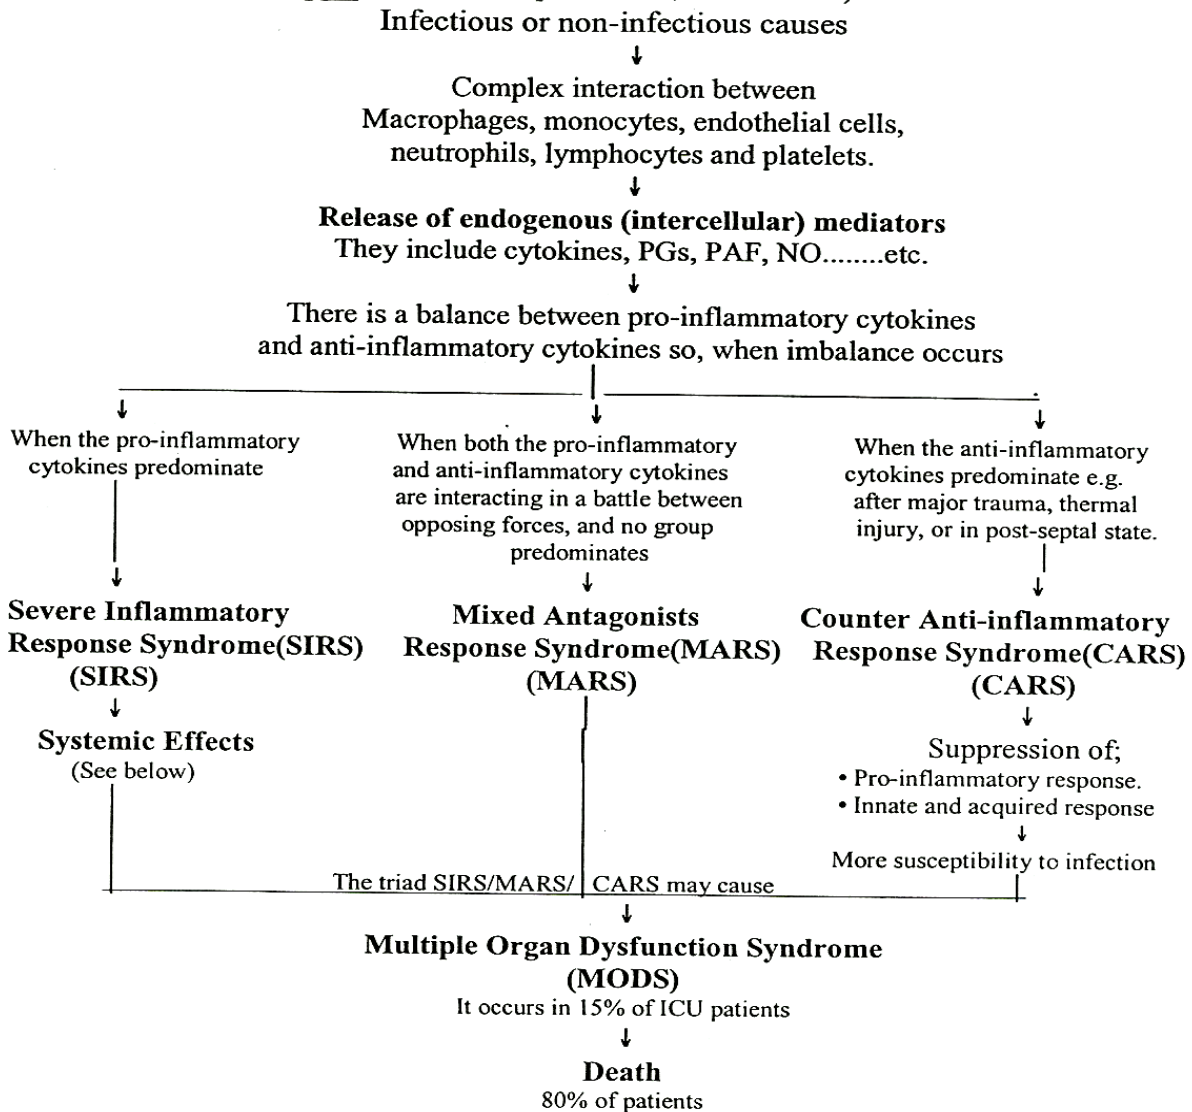 Infectious or non-infectious causes
↓
Complex interaction between
Macrophages, monocytes, endothelial cells,
neutrophils, lymphocytes and platelets.
↓
Release of endogenous (intercellular) mediators
They include cytokines, PGs, PAF, NO........etc.
↓
There is a balance between pro-inflammatory cytokines
and anti-inflammatory cytokines so, when imbalance occurs
↓ ↓ ↓
When the pro-inflammatory
cytokines predominate
↓
Severe Inflammatory
Response Syndrome(SIRS)
(SIRS)
↓
Systemic Effects
(See below)
When both the pro-inflammatory
and anti-inflammatory cytokines
are interacting in a battle between
opposing forces, and no group
predominates
↓
Mixed Antagonists
Response Syndrome(MARS)
(MARS)
When the anti-inflammatory
cytokines predominate e.g.
after major trauma, thermal
injury, or in post-septal state.
↓
Counter Anti-inflammatory
Response Syndrome(CARS)
(CARS)
↓
Suppression of;
• Pro-inflammatory response.
• Innate and acquired response
↓
More susceptibility to infection
The triad SIRS/MARS/ CARS may cause
↓
Multiple Organ Dysfunction Syndrome
(MODS)
It occurs in 15% of ICU patients
↓
Death
80% of patients